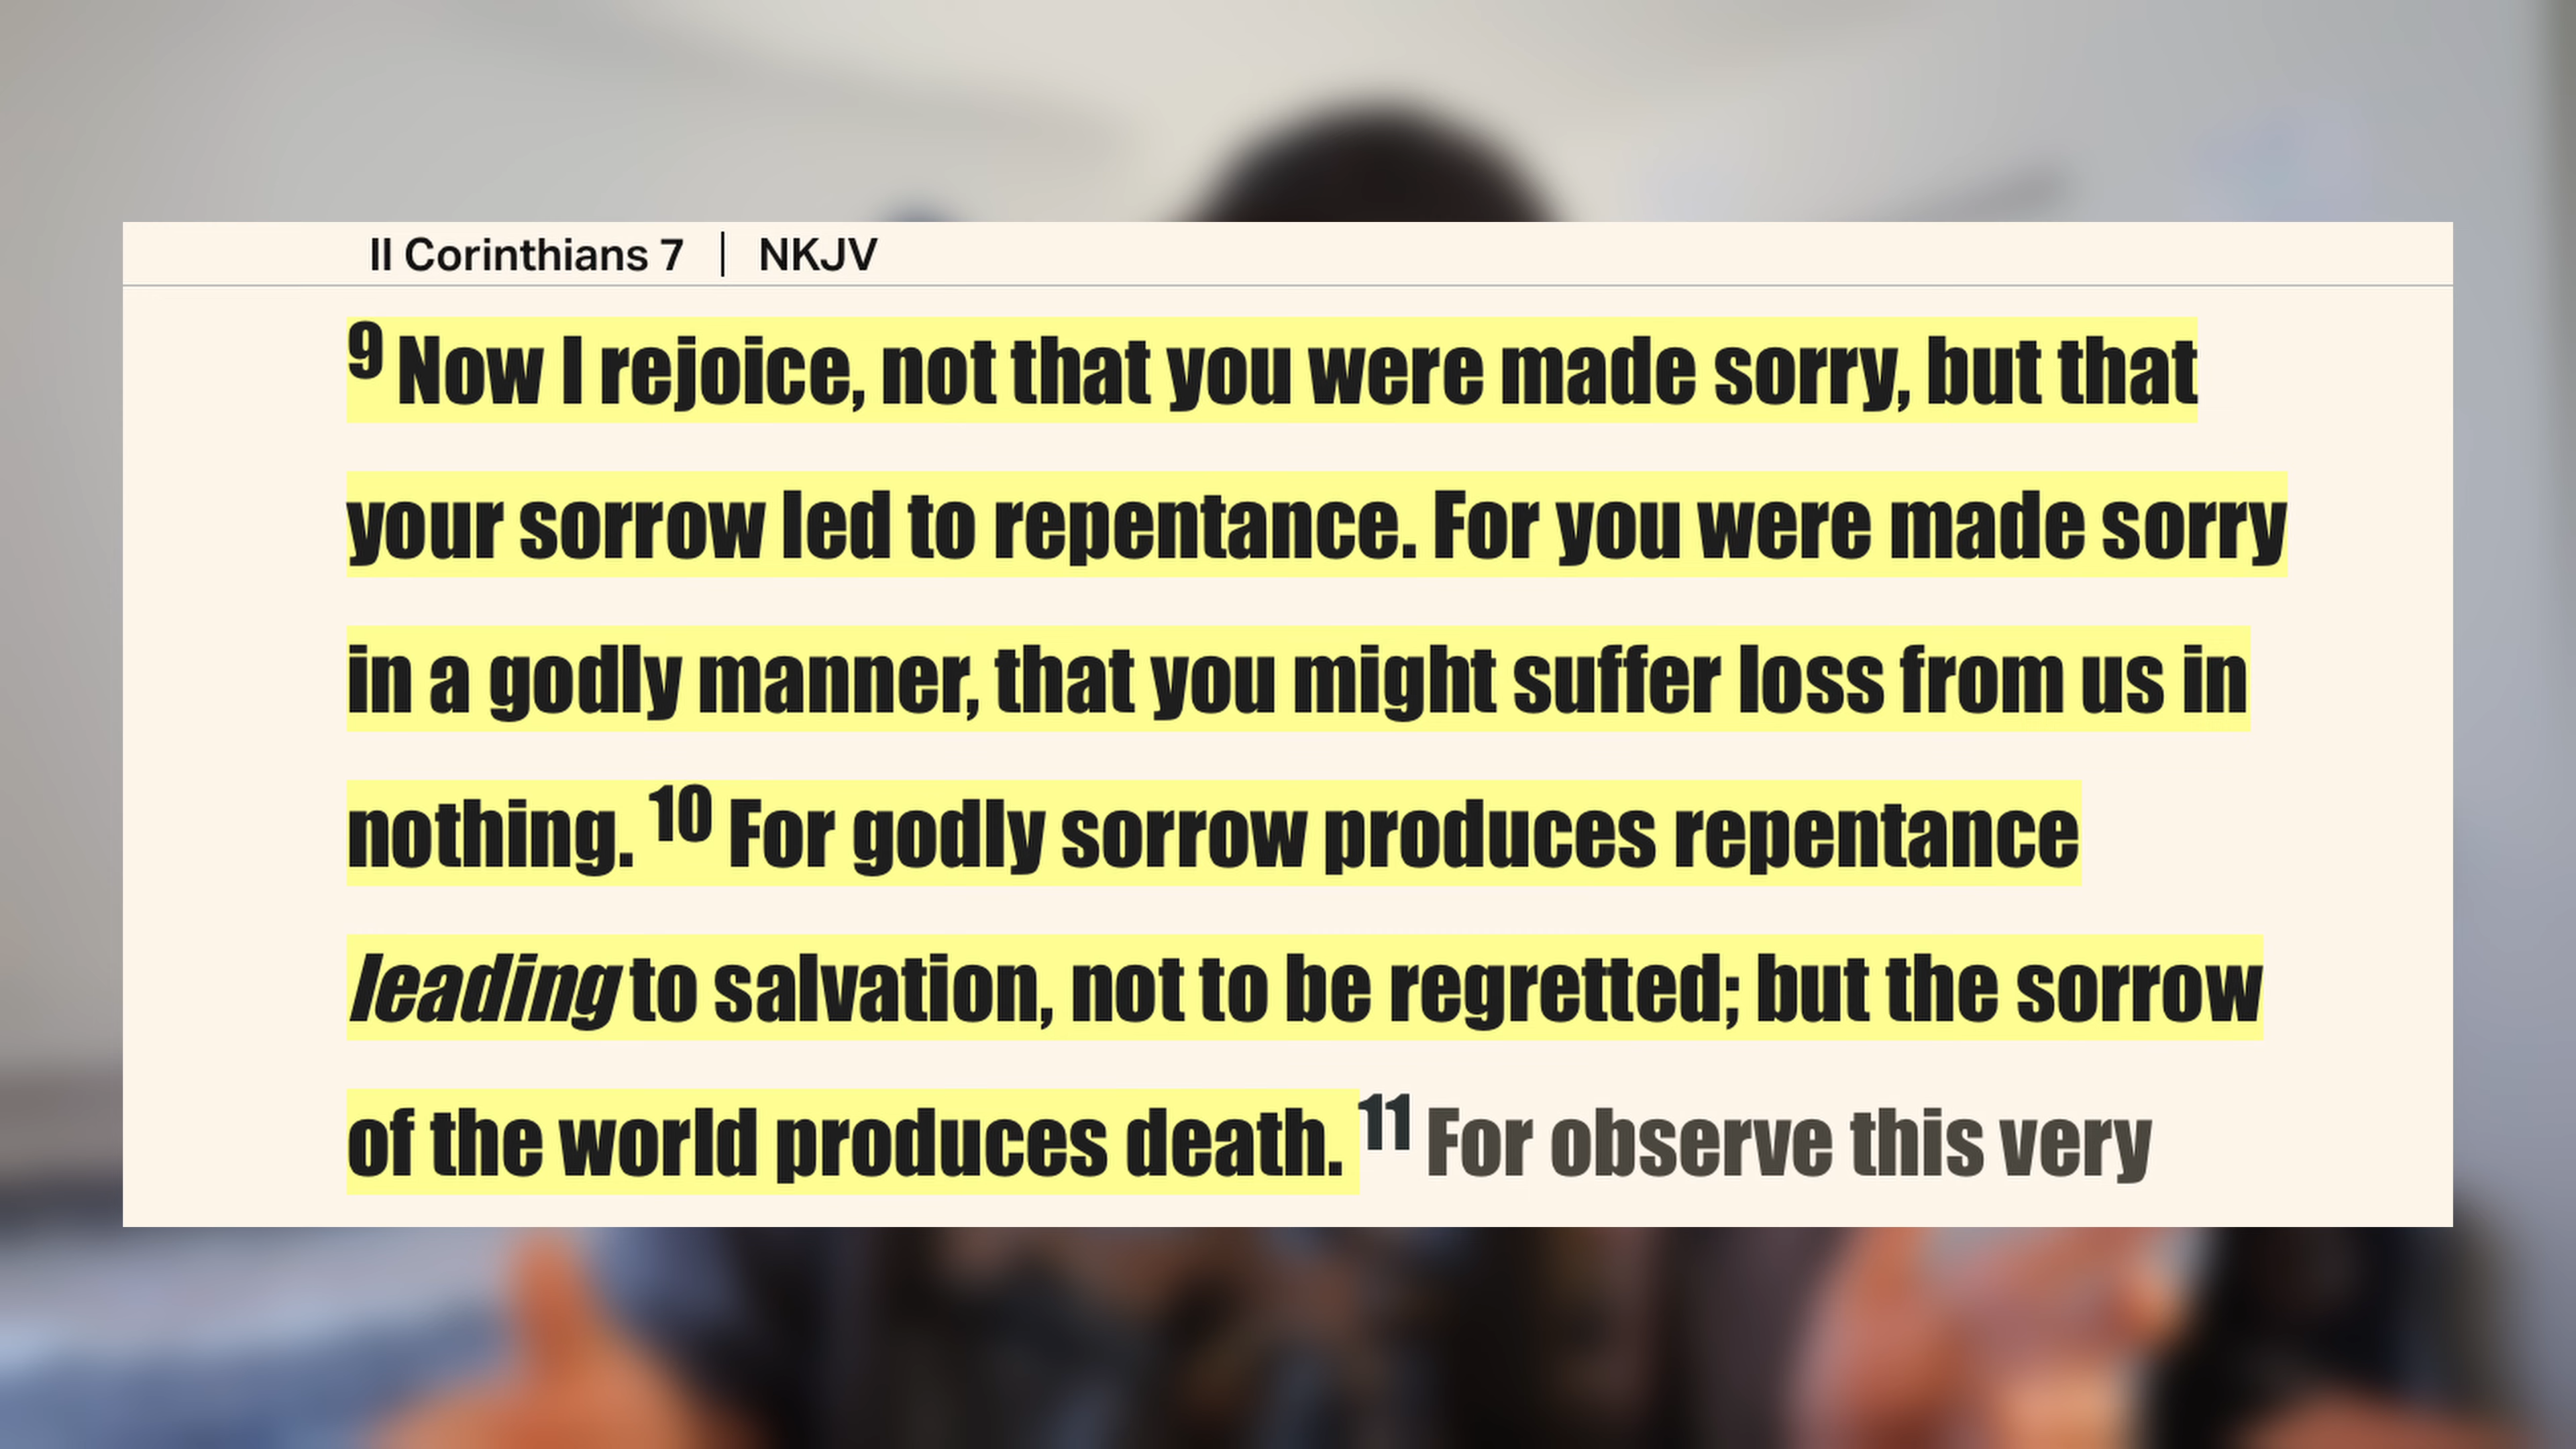 II Corinthians 7 | NKJV
9 Now I rejoice, not that you were made sorry, but that
your sorrow led to repentance. For you were made sorry
in a godly manner, that you might suffer loss from us in
nothing. 10 For godly sorrow produces repentance
leading to salvation, not to be regretted; but the sorrow
of the world produces death. 11 For observe this very